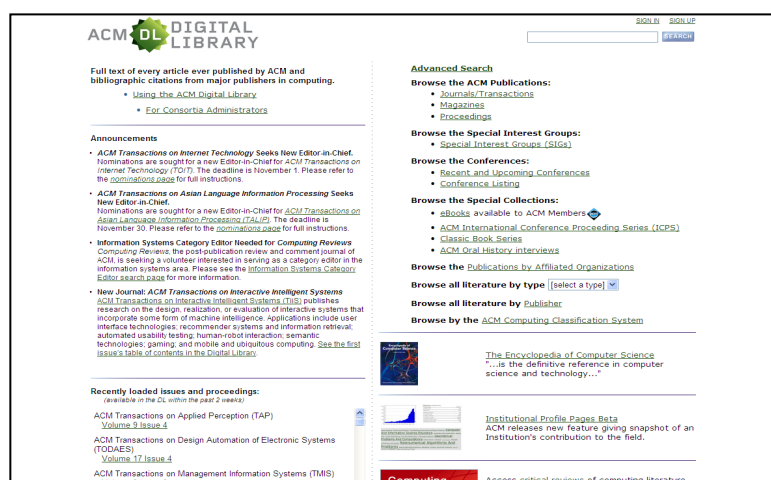 SIGN IN   SIGN UP
ACM DL DIGITAL
LIBRARY
SEARCH
Full text of every article ever published by ACM and
bibliographic citations from major publishers in computing.
• Using the ACM Digital Library
• For Consortia Administrators
Announcements
• ACM Transactions on Internet Technology Seeks New Editor-in-Chief.
Nominations are sought for a new Editor-in-Chief for ACM Transactions on
Internet Technology (TOIT). The deadline is November 1. Please refer to
the nominations page for full instructions.
• ACM Transactions on Asian Language Information Processing Seeks
New Editor-in-Chief.
Nominations are sought for a new Editor-in-Chief for ACM Transactions on
Asian Language Information Processing (TALIP). The deadline is
November 30. Please refer to the nominations page for full instructions.
• Information Systems Category Editor Needed for Computing Reviews
Computing Reviews, the post-publication review and comment journal of
ACM, is seeking a volunteer interested in serving as a category editor in the
information systems area. Please see the Information Systems Category
Editor search page for more information.
• New Journal: ACM Transactions on Interactive Intelligent Systems
ACM Transactions on Interactive Intelligent Systems (TiiS) publishes
research on the design, realization, or evaluation of interactive systems that
incorporate some form of machine intelligence. Applications include user
interface technologies; recommender systems and information retrieval;
automated usability testing; human-robot interaction; semantic
technologies; gaming; and mobile and ubiquitous computing. See the first
issue's table of contents in the Digital Library.
Recently loaded issues and proceedings:
(available in the DL within the past 2 weeks)
ACM Transactions on Applied Perception (TAP)
Volume 9 Issue 4
ACM Transactions on Design Automation of Electronic Systems
(TODAES)
Volume 17 Issue 4
ACM Transactions on Management Information Systems (TMIS)
Advanced Search
Browse the ACM Publications:
• Journals/Transactions
• Magazines
• Proceedings
Browse the Special Interest Groups:
• Special Interest Groups (SIGs)
Browse the Conferences:
• Recent and Upcoming Conferences
• Conference Listing
Browse the Special Collections:
• eBooks available to ACM Members
• ACM International Conference Proceeding Series (ICPS)
• Classic Book Series
• ACM Oral History interviews
Browse the Publications by Affiliated Organizations
Browse all literature by type [select a type]
Browse all literature by Publisher
Browse by the ACM Computing Classification System
Encyclopedia of
Computer Science
The Encyclopedia of Computer Science
"...is the definitive reference in computer
science and technology..."
Institutional Profile Pages Beta
ACM releases new feature giving snapshot of an
Institution's contribution to the field.
Computing
Access critical reviews of computing literature